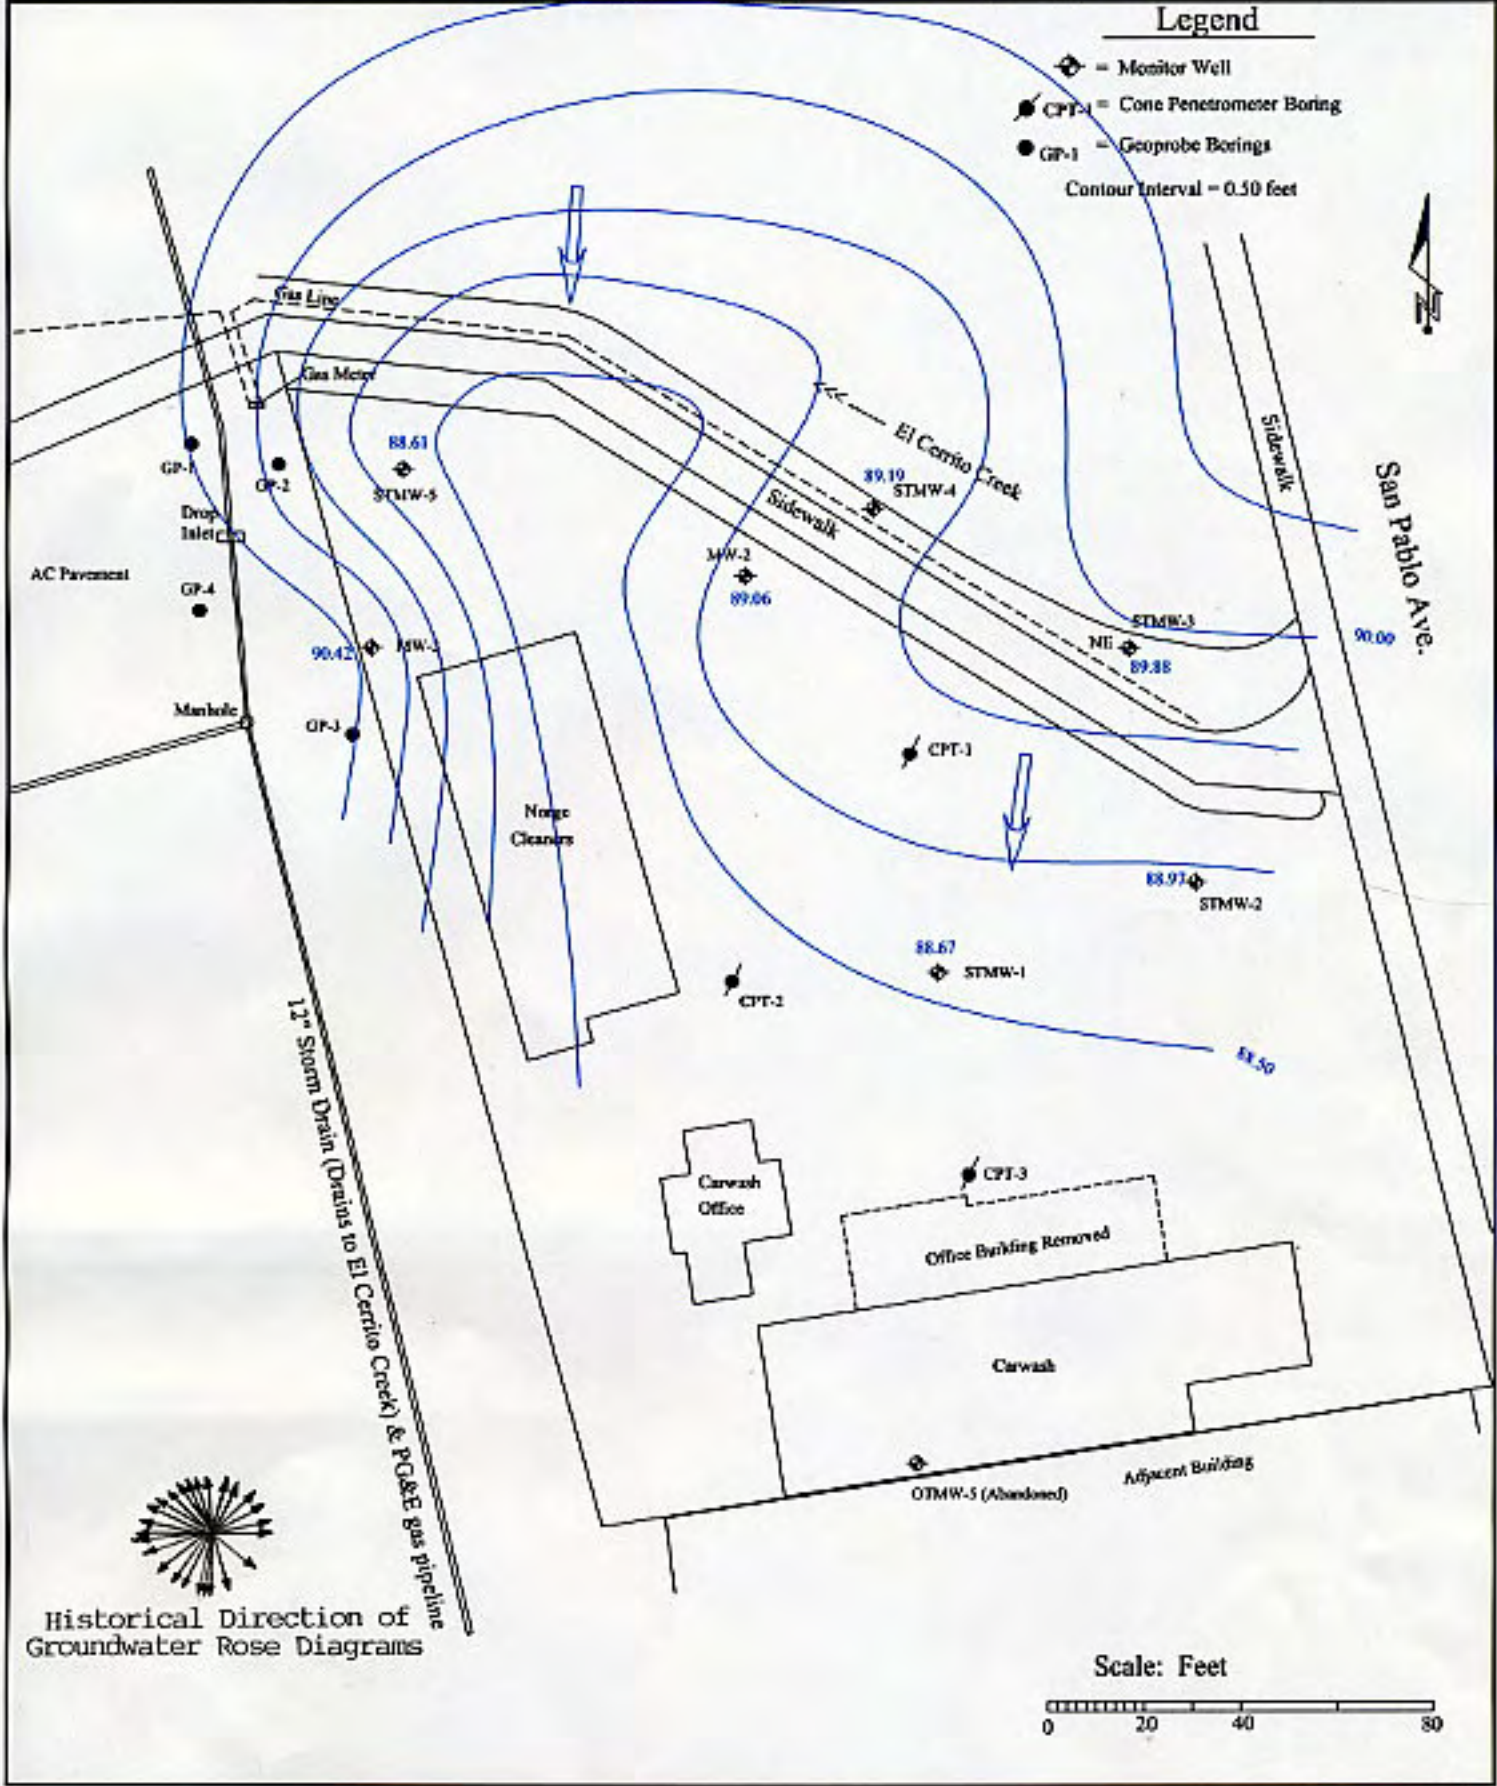 Legend
= Monitor Well
CPT-1 = Cone Penetrometer Boring
GP-1 = Geoprobe Borings
Contour Interval = 0.50 feet
N
Gas Line
Gas Meter
El Cerrito Creek
Sidewalk
Sidewalk
San Pablo Ave.
GP-1
GP-2
88.61
STMW-5
89.19
STMW-4
Drop
Inlet
AC Pavement
GP-4
MW-2
89.06
STMW-3
NE
89.88
90.00
90.42
Manhole
GP-3
CPT-1
Norge
Cleaners
88.97
STMW-2
88.67
STMW-1
CPT-2
88.50
12" Storm Drain (Drains to El Cerrito Creek) & PG&E gas pipeline
Carwash
Office
CPT-3
Office Building Removed
Carwash
OTMW-5 (Abandoned)
Adjacent Building
Historical Direction of
Groundwater Rose Diagrams
Scale: Feet
0 20 40 80